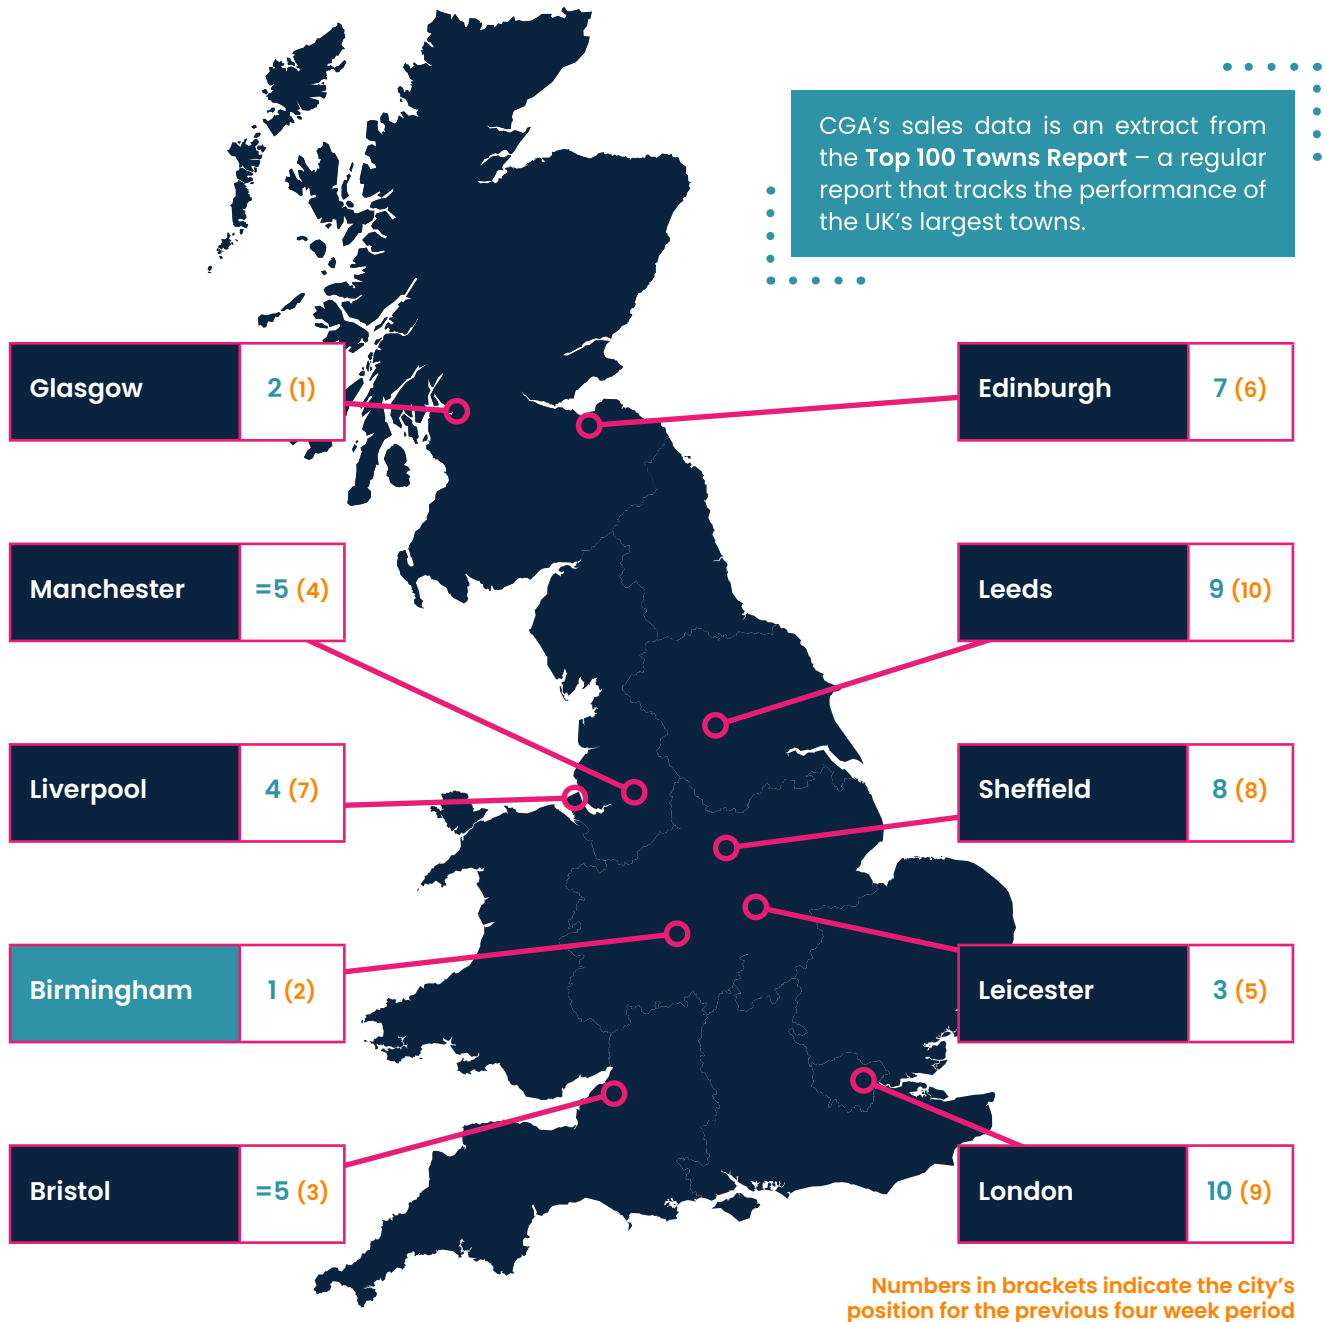 CGA's sales data is an extract from
the Top 100 Towns Report – a regular
report that tracks the performance of
the UK's largest towns.
Glasgow 2 (1)
Edinburgh 7 (6)
Manchester =5 (4)
Leeds 9 (10)
Liverpool 4 (7)
Sheffield 8 (8)
Birmingham 1 (2)
Leicester 3 (5)
Bristol =5 (3)
London 10 (9)
Numbers in brackets indicate the city's
position for the previous four week period